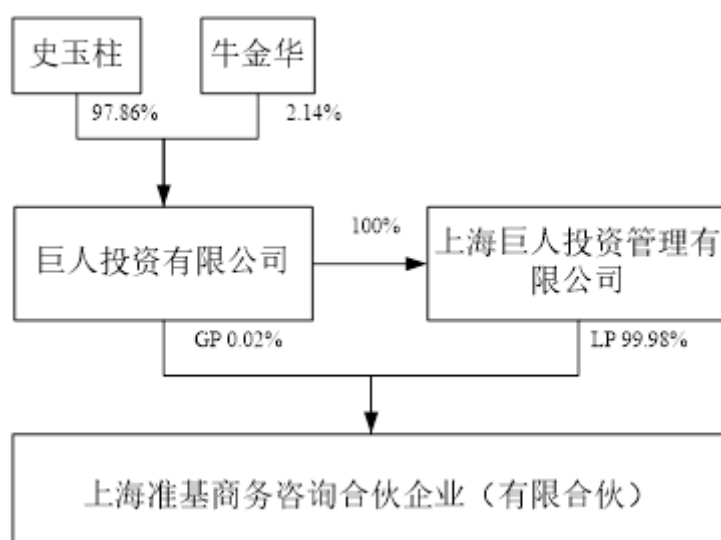 史玉柱
牛金华
97.86%
2.14%
巨人投资有限公司
100%
上海巨人投资管理有
限公司
GP 0.02%
LP 99.98%
上海准基商务咨询合伙企业（有限合伙）